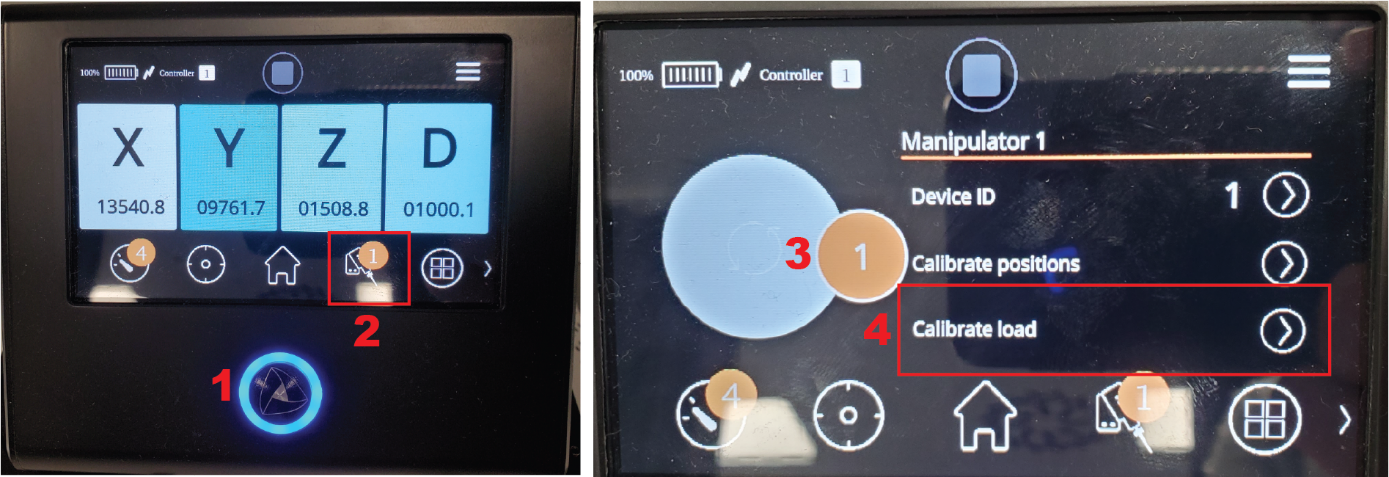 100% Controller 1
X Y Z D
13540.8 09761.7 01508.8 01000.1
4 1
2
1
100% Controller 1
Manipulator 1
Device ID 1
3 1 Calibrate positions
4 Calibrate load
4 1